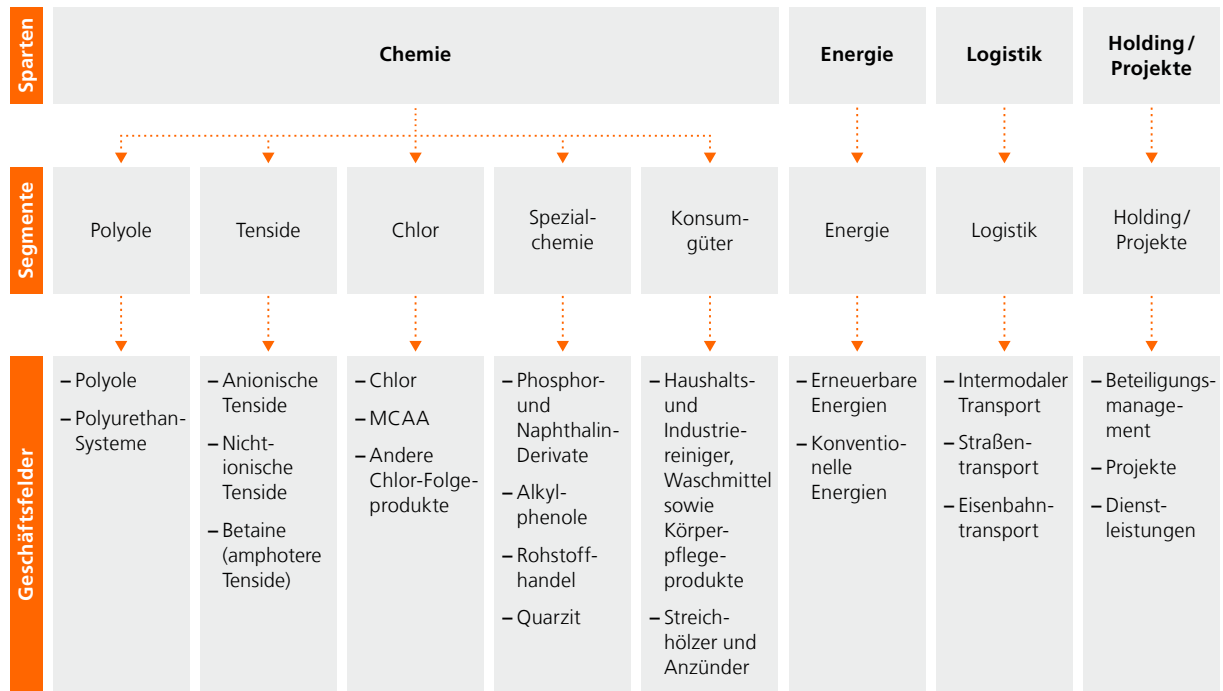 Sparten
Chemie
Energie
Logistik
Holding/
Projekte
Segmente
Polyole
Tenside
Chlor
Spezial-
chemie
Konsum-
güter
Energie
Logistik
Holding/
Projekte
Geschäftsfelder
– Polyole
– Polyurethan-
Systeme
– Anionische
Tenside
– Nicht-
ionische
Tenside
– Betaine
(amphotere
Tenside)
– Chlor
– MCAA
– Andere
Chlor-Folge-
produkte
– Phosphor-
und
Naphthalin-
Derivate
– Alkyl-
phenole
– Rohstoff-
handel
– Quarzit
– Haushalts-
und
Industrie-
reiniger,
Waschmittel
sowie
Körper-
pflege-
produkte
– Streich-
hölzer und
Anzünder
– Erneuerbare
Energien
– Konventio-
nelle
Energien
– Intermodaler
Transport
– Straßen-
transport
– Eisenbahn-
transport
– Beteiligungs-
manage-
ment
– Projekte
– Dienst-
leistungen